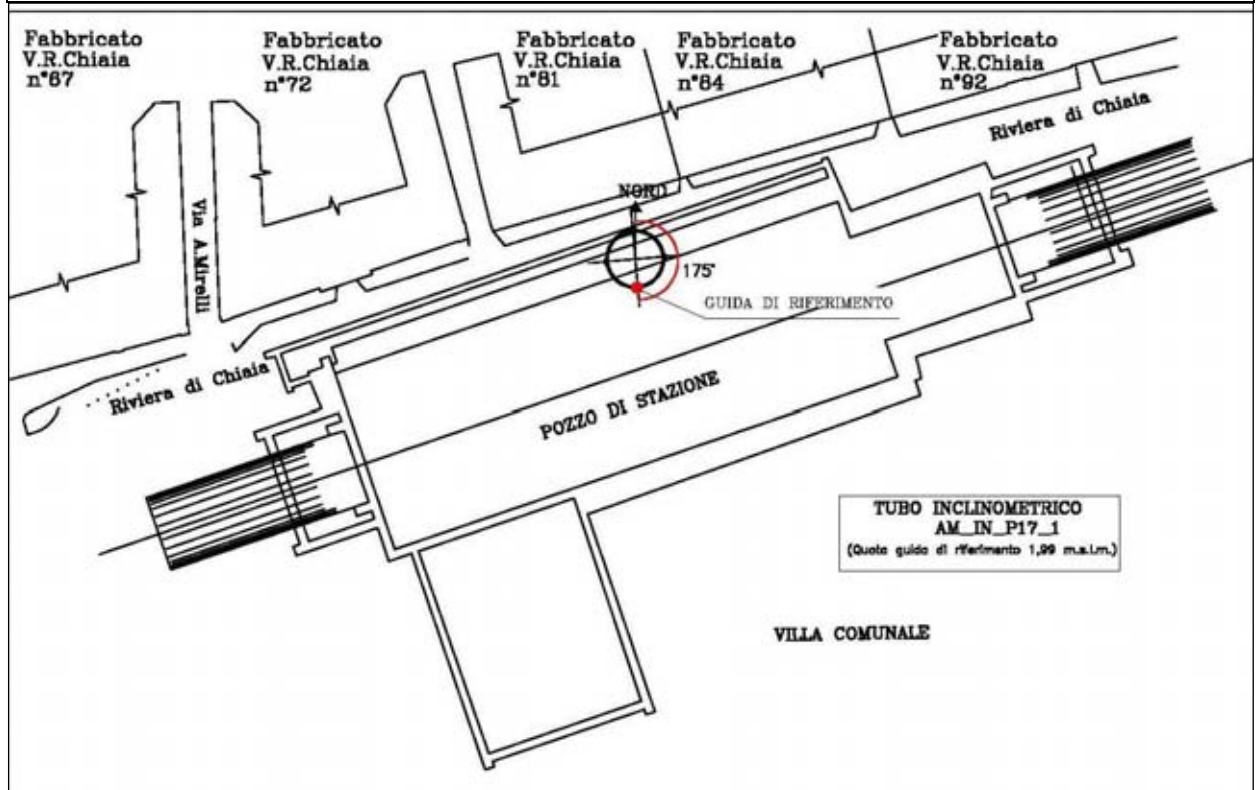 Fabbricato
V.R.Chiaia
n°67
Fabbricato
V.R.Chiaia
n°72
Fabbricato
V.R.Chiaia
n°81
Fabbricato
V.R.Chiaia
n°84
Fabbricato
V.R.Chiaia
n°92
Riviera di Chiaia
NORD
Via A.Mirelli
175°
GUIDA DI RIFERIMENTO
Riviera di Chiaia
POZZO DI STAZIONE
TUBO INCLINOMETRICO
AM_IN_P17_1
(Quota guida di riferimento 1,99 m.s.l.m.)
VILLA COMUNALE